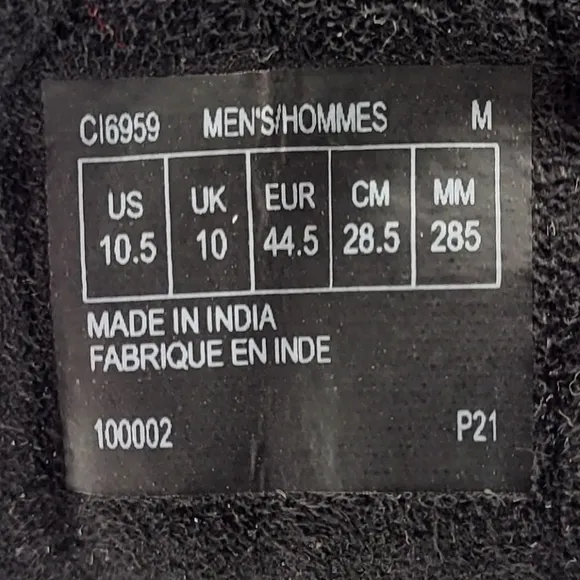 CI6959 MEN'S/HOMMES M
US UK EUR CM MM
10.5 10 44.5 28.5 285
MADE IN INDIA
FABRIQUE EN INDE
100002 P21